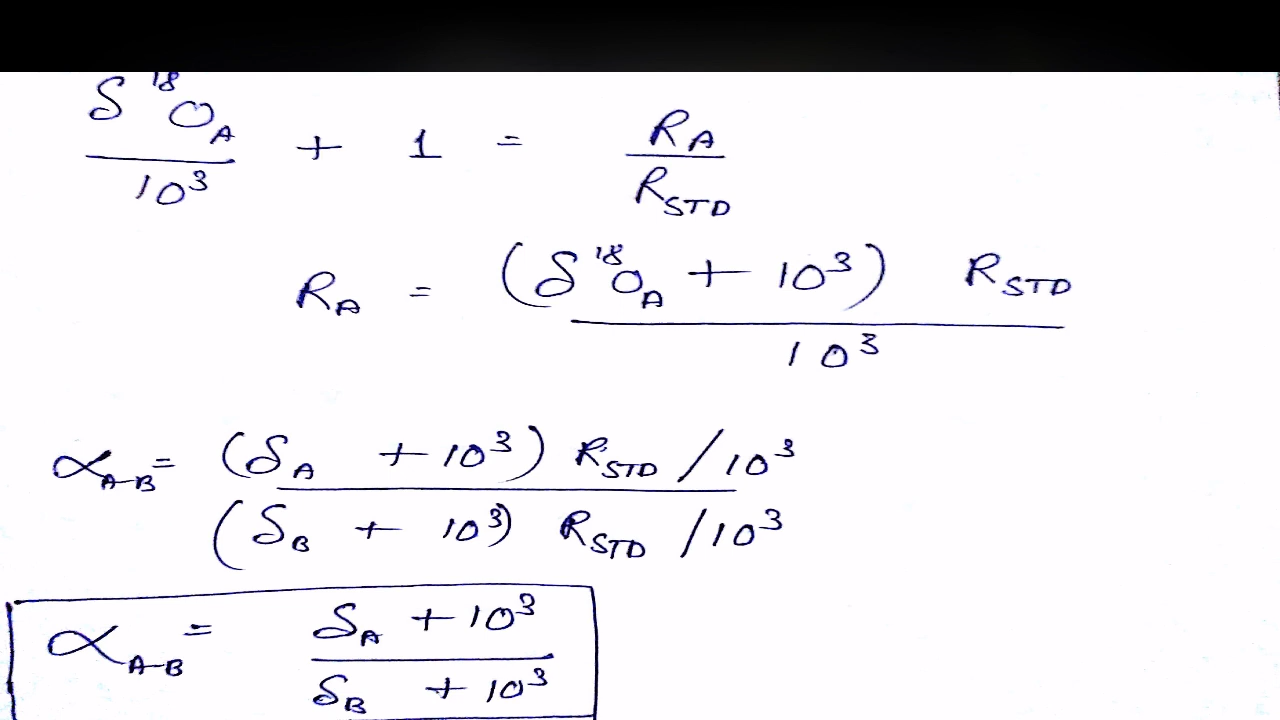 δ¹⁸O_A / 10³ + 1 = R_A / R_STD
R_A = (δ¹⁸O_A + 10³) R_STD / 10³
α_A-B = (δ_A + 10³) R_STD / 10³
(δ_B + 10³) R_STD / 10³
α_A-B = δ_A + 10³ / δ_B + 10³